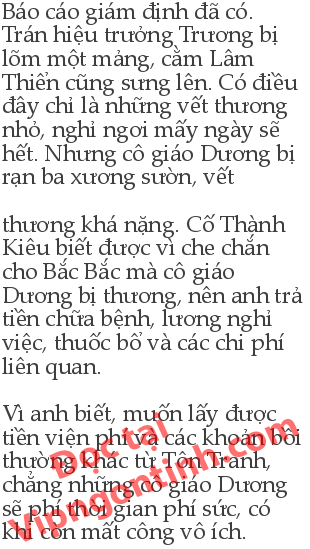 Báo cáo giám định đã có.
Trán hiệu trưởng Trương bị
lõm một mảng, cằm Lâm
Thiển cũng sưng lên. Có điều
đây chi là những vết thương
nhỏ, nghỉ ngơi mấy ngày sẽ
hết. Nhưng cô giáo Dương bị
rạn ba xương sườn, vết
thương khá nặng. Cố Thành
Kiêu biết được vì che chắn
cho Bắc Bắc mà cô giáo
Dương bị thương, nên anh trả
tiền chữa bệnh, lương nghỉ
việc, thuốc bổ và các chi phí
liên quan.
Vì anh biết, muốn lấy được
tiền viện phí và các khoản bồi
thường khác từ Tôn Tranh,
chẳng những cô giáo Dương
sẽ phí thời gian phí sức, có
khi còn mất công vô ích.
Đọc tại
Vipngontinh.com